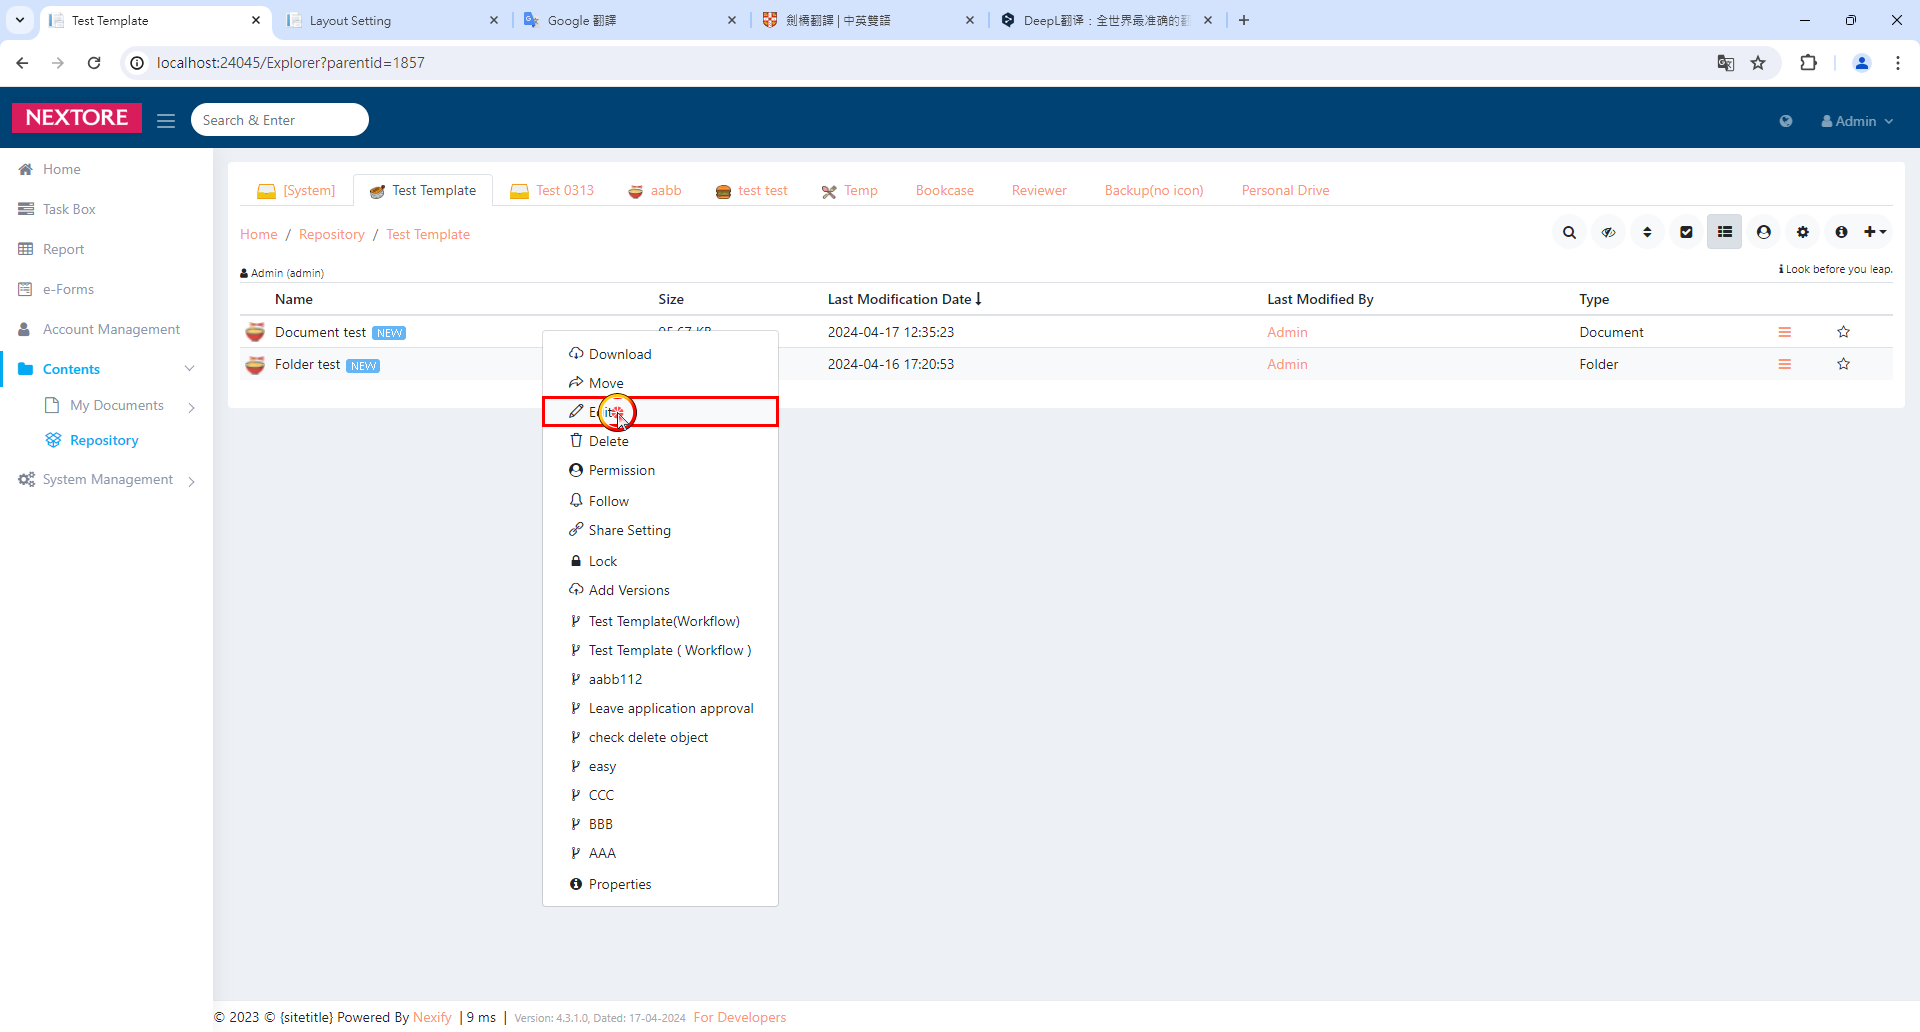 Test Template
Layout Setting
Google 翻譯
劍橋翻譯 | 中英雙語
DeepL翻译：全世界最准确的
localhost:24045/Explorer?parentid=1857
NEXTORE
Search & Enter
Admin
Home
Task Box
Report
e-Forms
Account Management
Contents
My Documents
Repository
System Management
[System]
Test Template
Test 0313
aabb
test test
Temp
Bookcase
Reviewer
Backup(no icon)
Personal Drive
Home / Repository / Test Template
Admin (admin)
Look before you leap.
Name Size Last Modification Date Last Modified By Type
Document test NEW 95.67 KB 2024-04-17 12:35:23 Admin Document
Folder test NEW 2024-04-16 17:20:53 Admin Folder
Download
Move
Edit
Delete
Permission
Follow
Share Setting
Lock
Add Versions
Test Template(Workflow)
Test Template ( Workflow )
aabb112
Leave application approval
check delete object
easy
CCC
BBB
AAA
Properties
© 2023 © {sitetitle} Powered By Nexify | 9 ms | Version: 4.3.1.0, Dated: 17-04-2024 For Developers